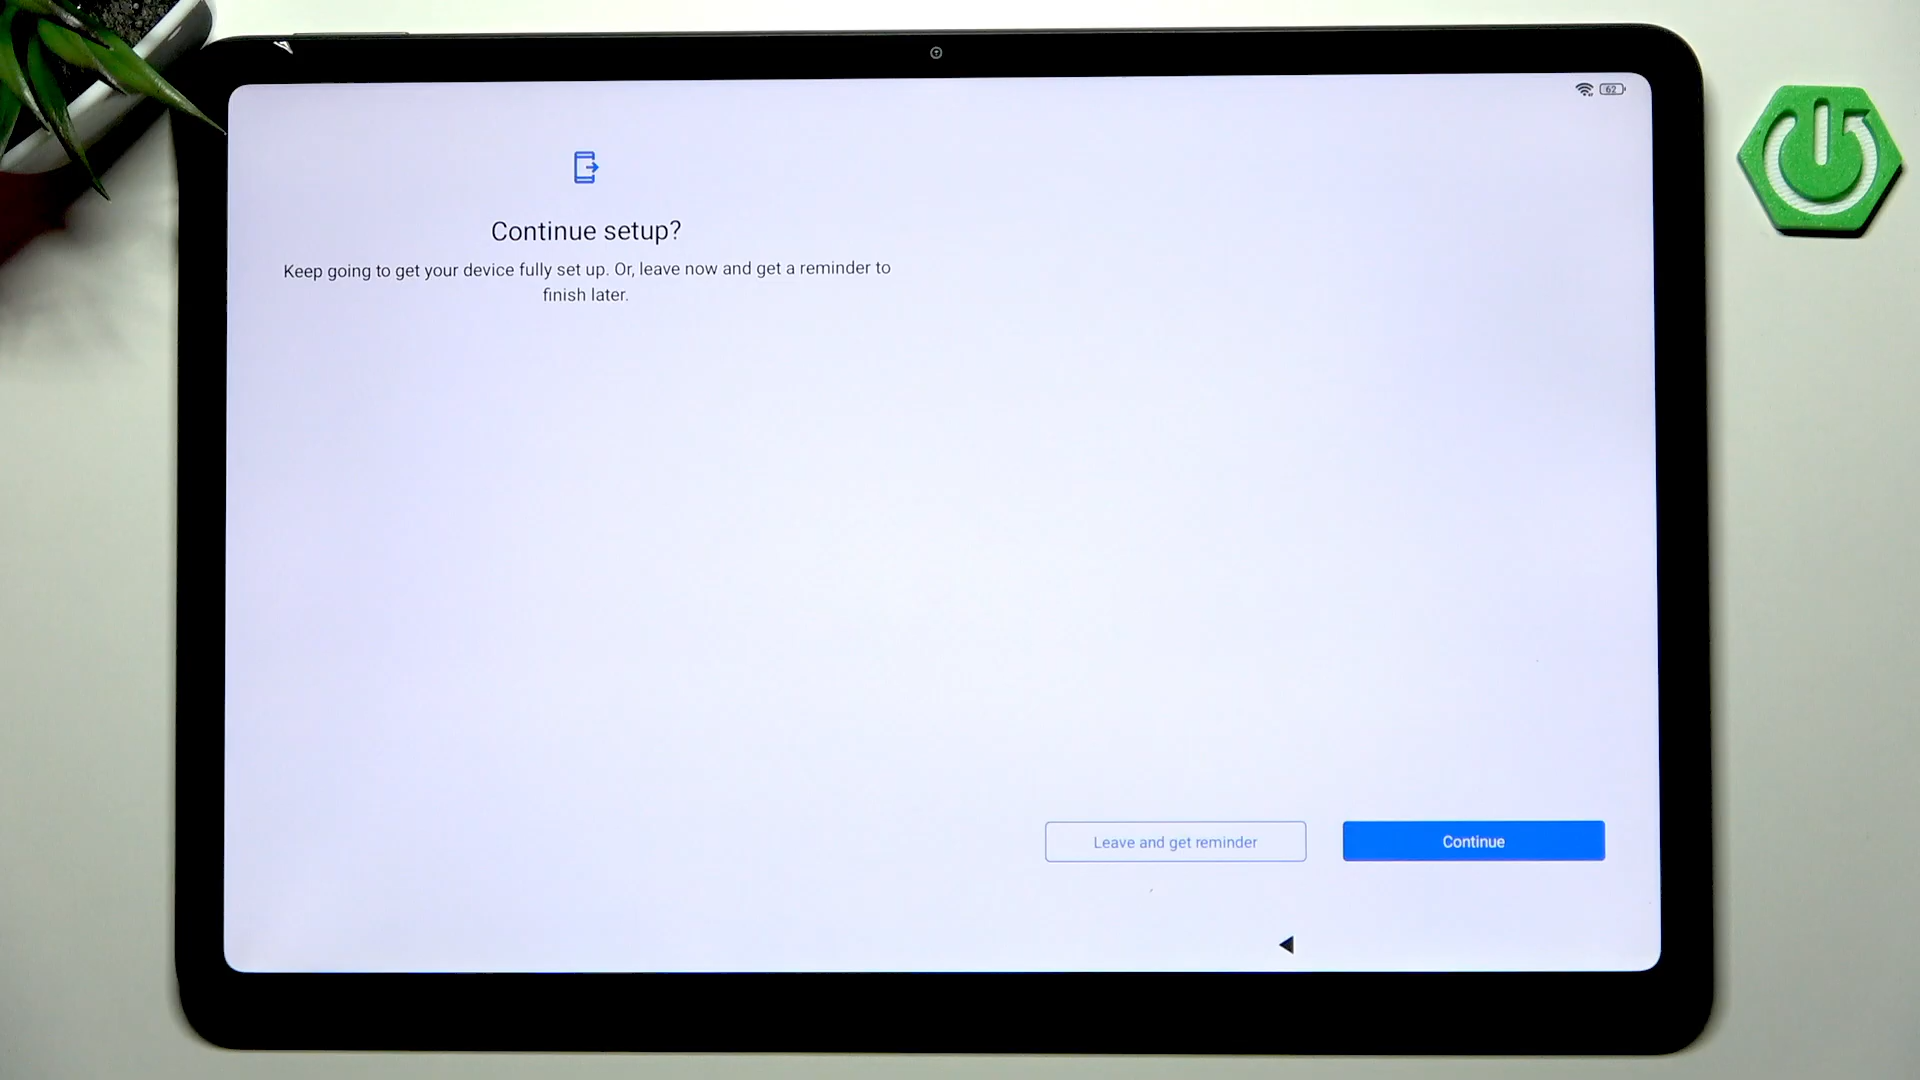 62
Continue setup?
Keep going to get your device fully set up. Or, leave now and get a reminder to
finish later.
Leave and get reminder
Continue